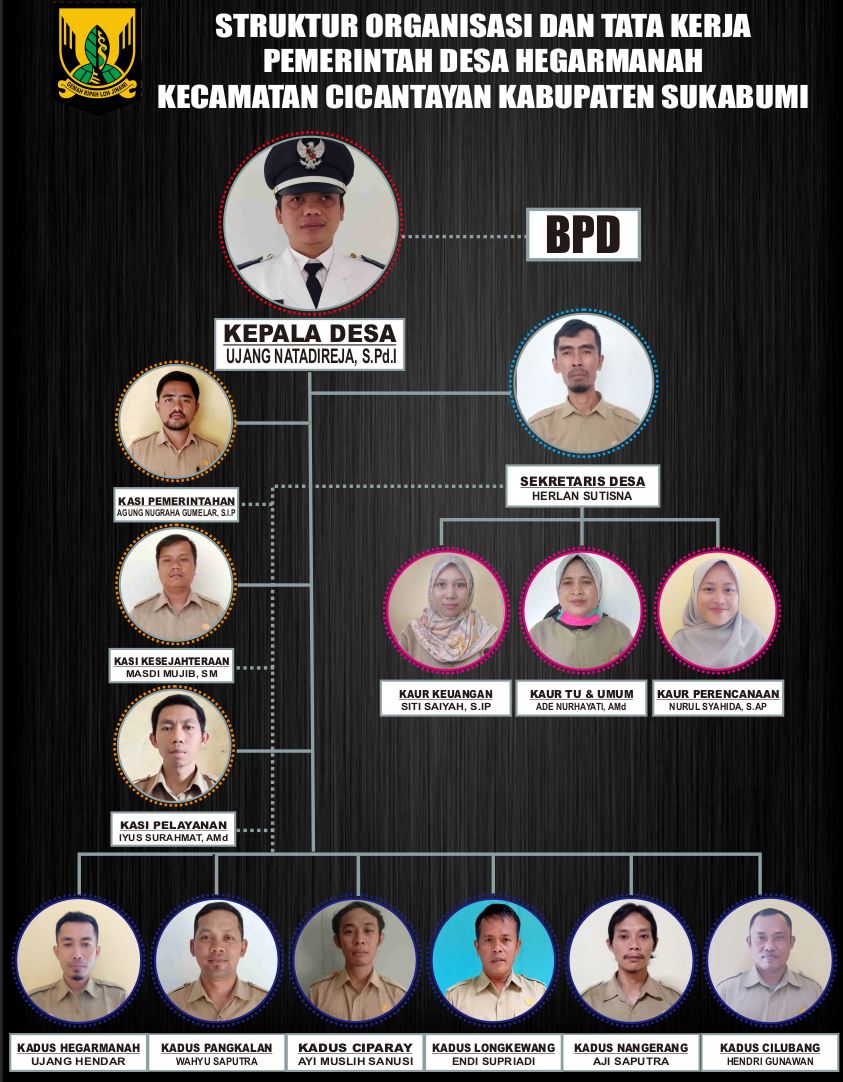 STRUKTUR ORGANISASI DAN TATA KERJA
PEMERINTAH DESA HEGARMANAH
KECAMATAN CICANTAYAN KABUPATEN SUKABUMI
GEMAH RIPAH LOH JINAWI
BPD
KEPALA DESA
UJANG NATADIREJA, S.Pd.I
SEKRETARIS DESA
HERLAN SUTISNA
KASI PEMERINTAHAN
AGUNG NUGRAHA GUMELAR, S.I.P
KASI KESEJAHTERAAN
MASDI MUJIB, SM
KAUR KEUANGAN
SITI SAIYAH, S.IP
KAUR TU & UMUM
ADE NURHAYATI, AMd
KAUR PERENCANAAN
NURUL SYAHIDA, S.AP
KASI PELAYANAN
IYUS SURAHMAT, AMd
KADUS HEGARMANAH
UJANG HENDAR
KADUS PANGKALAN
WAHYU SAPUTRA
KADUS CIPARAY
AYI MUSLIH SANUSI
KADUS LONGKEWANG
ENDI SUPRIADI
KADUS NANGERANG
AJI SAPUTRA
KADUS CILUBANG
HENDRI GUNAWAN